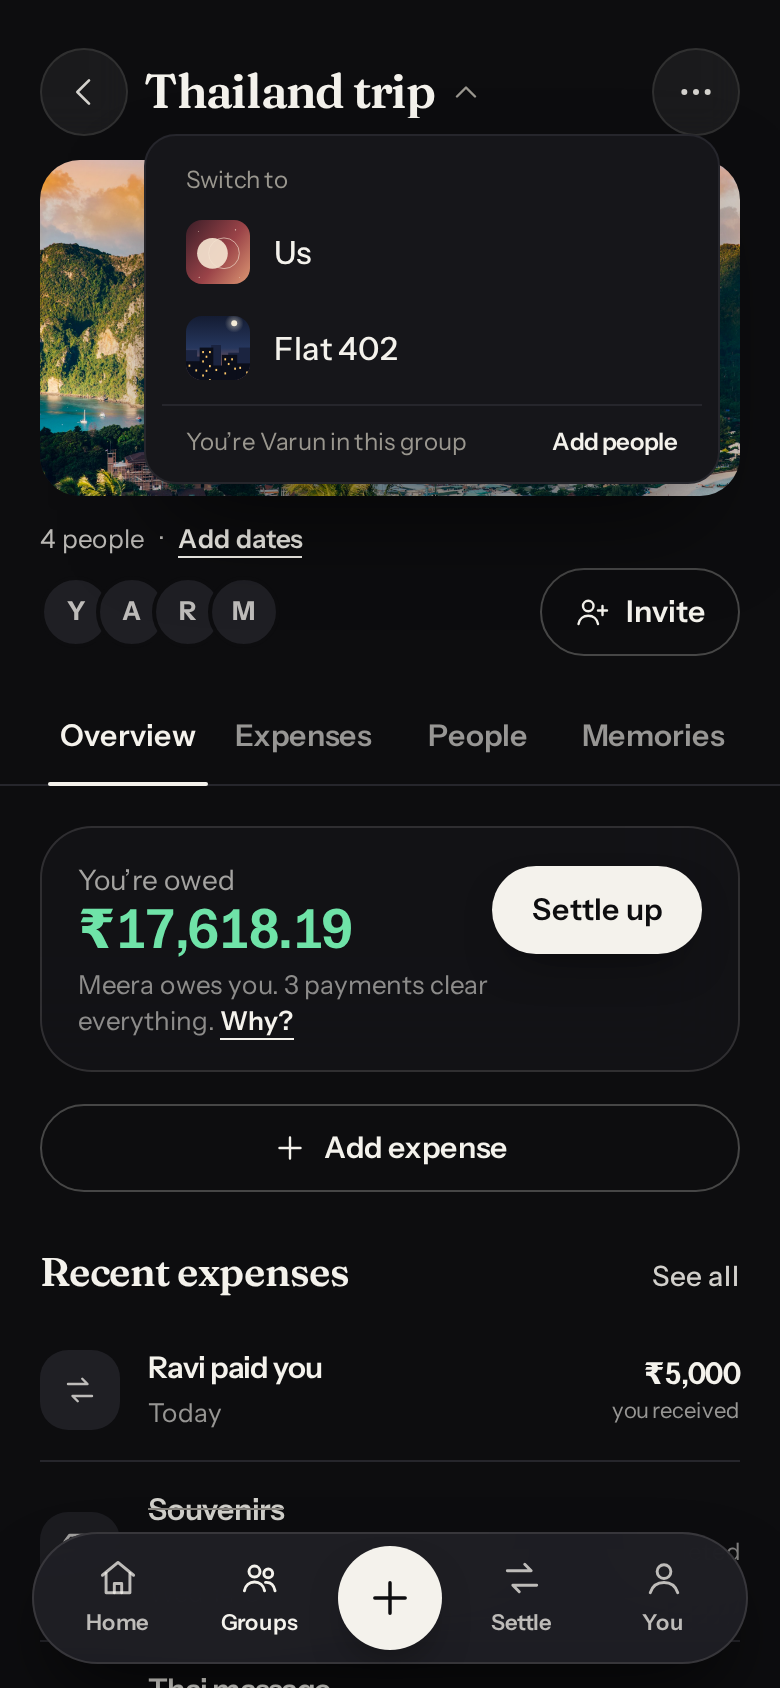 Thailand trip
Switch to
Us
Flat 402
You’re Varun in this group
Add people
4 people · Add dates
Y A R M
Invite
Overview Expenses People Memories
You’re owed
₹17,618.19
Settle up
Meera owes you. 3 payments clear
everything. Why?
Add expense
Recent expenses
See all
Ravi paid you
₹5,000
Today
you received
Souvenirs
Home Groups Settle You
Thai massage